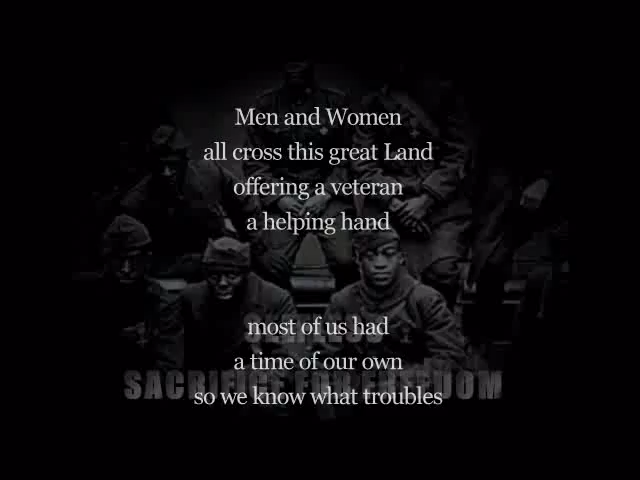 Men and Women
all cross this great Land
offering a veteran
a helping hand
most of us had
a time of our own
SACRIFICE FOR FREEDOM
so we know what troubles